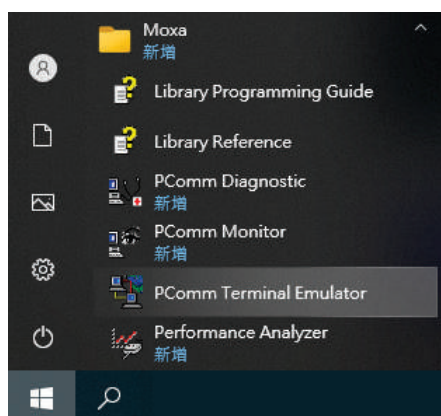 Moxa
新增
Library Programming Guide
Library Reference
PComm Diagnostic
新增
PComm Monitor
新增
PComm Terminal Emulator
Performance Analyzer
新增